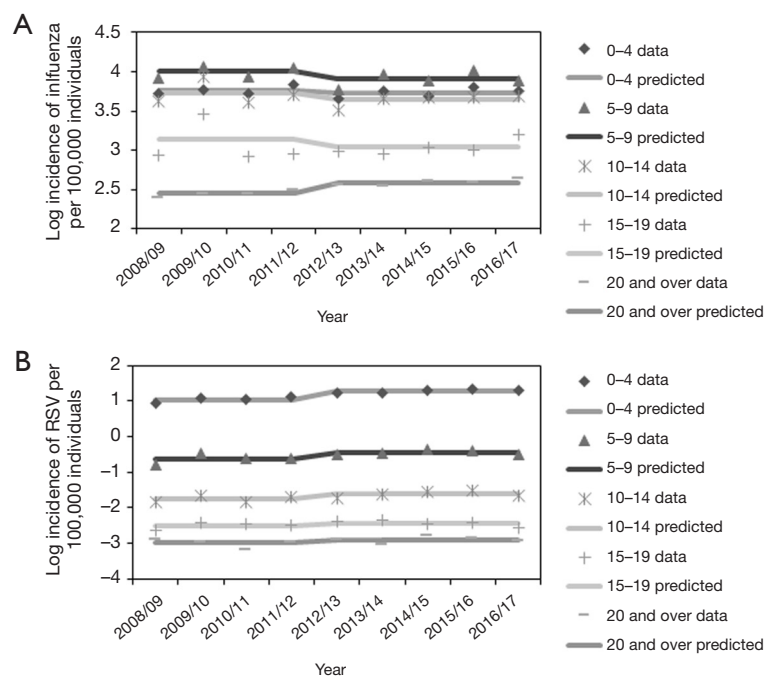 A
Log incidence of inlfuenza
per 100,000 individuals
4.5
4
3.5
3
2.5
2
2008/09
2009/10
2010/11
2011/12
2012/13
2013/14
2014/15
2015/16
2016/17
Year
0–4 data
0–4 predicted
5–9 data
5–9 predicted
10–14 data
10–14 predicted
15–19 data
15–19 predicted
20 and over data
20 and over predicted
B
Log incidence of RSV per
100,000 individuals
2
1
0
−1
−2
−3
−4
2008/09
2009/10
2010/11
2011/12
2012/13
2013/14
2014/15
2015/16
2016/17
Year
0–4 data
0–4 predicted
5–9 data
5–9 predicted
10–14 data
10–14 predicted
15–19 data
15–19 predicted
20 and over data
20 and over predicted